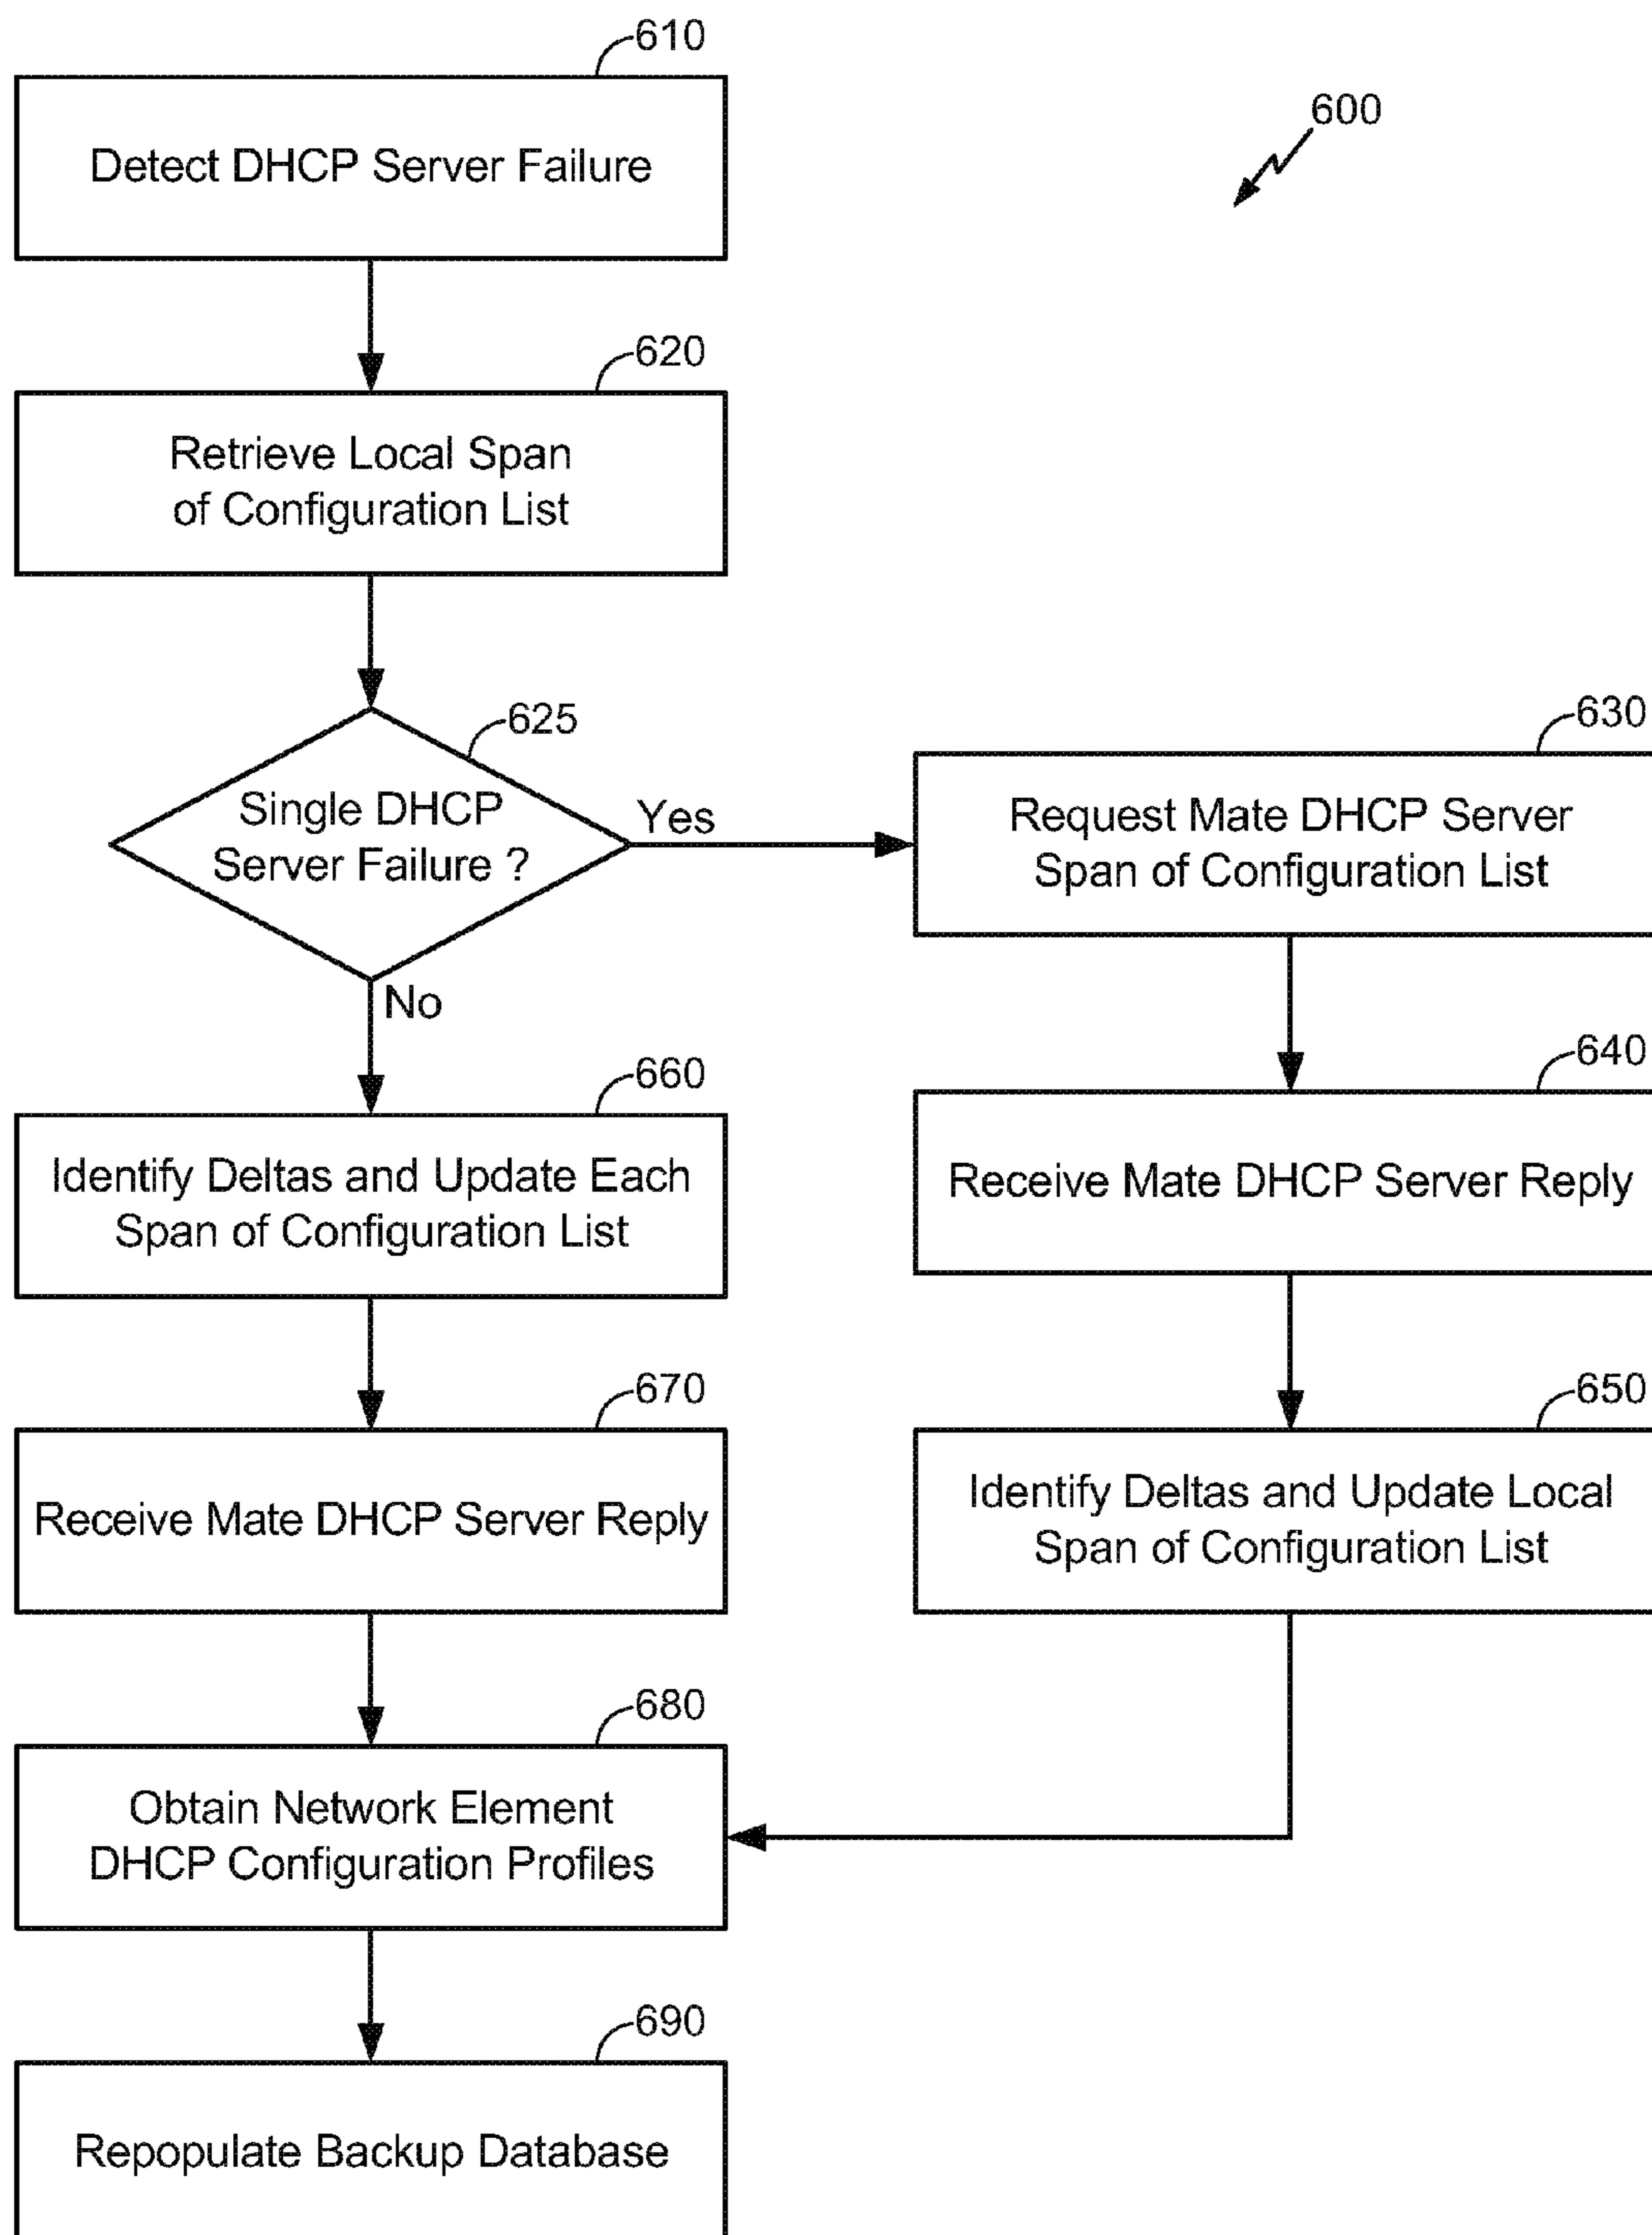 610
Detect DHCP Server Failure
600
620
Retrieve Local Span
of Configuration List
625
Single DHCP
Server Failure ?
Yes
No
630
Request Mate DHCP Server
Span of Configuration List
640
Receive Mate DHCP Server Reply
650
Identify Deltas and Update Local
Span of Configuration List
660
Identify Deltas and Update Each
Span of Configuration List
670
Receive Mate DHCP Server Reply
680
Obtain Network Element
DHCP Configuration Profiles
690
Repopulate Backup Database